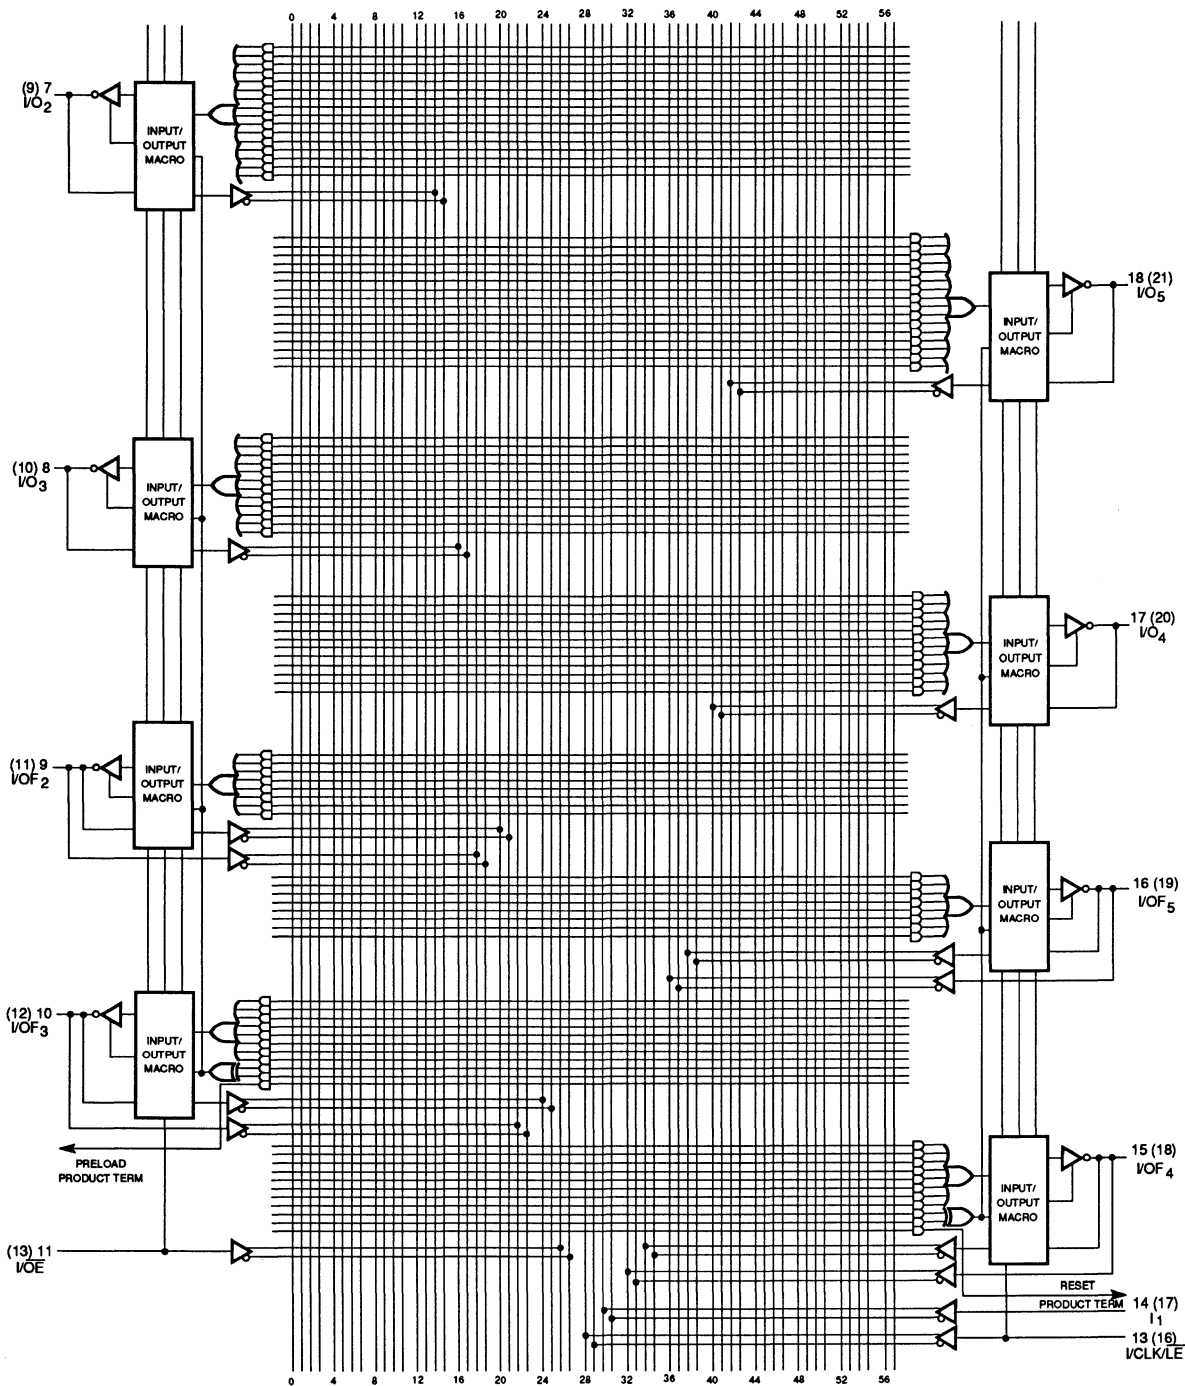 0 4 8 12 16 20 24 28 32 36 40 44 48 52 56
(9) 7
I/O2
INPUT/
OUTPUT
MACRO
18 (21)
I/O5
INPUT/
OUTPUT
MACRO
(10) 8
I/O3
INPUT/
OUTPUT
MACRO
17 (20)
I/O4
INPUT/
OUTPUT
MACRO
(11) 9
I/OF2
INPUT/
OUTPUT
MACRO
16 (19)
I/OF5
INPUT/
OUTPUT
MACRO
(12) 10
I/OF3
INPUT/
OUTPUT
MACRO
PRELOAD
PRODUCT TERM
15 (18)
I/OF4
INPUT/
OUTPUT
MACRO
(13) 11
I/OE
RESET
PRODUCT TERM
14 (17)
I1
13 (16)
I/CLK/LE
0 4 8 12 16 20 24 28 32 36 40 44 48 52 56